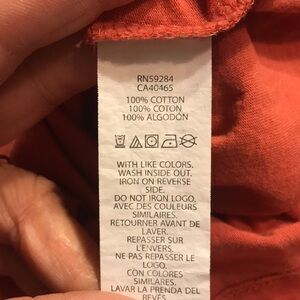 RN59284
CA40465
100% COTTON
100% COTON
100% ALGODÓN
WITH LIKE COLORS.
WASH INSIDE OUT.
IRON ON REVERSE
SIDE.
DO NOT IRON LOGO.
AVEC DES COULEURS
SIMILAIRES.
RETOURNER AVANT DE
LAVER.
REPASSER SUR
L'ENVERS.
NE PAS REPASSER LE
LOGO.
CON COLORES
SIMILARES.
LAVAR LA PRENDA DEL
REVÉS.